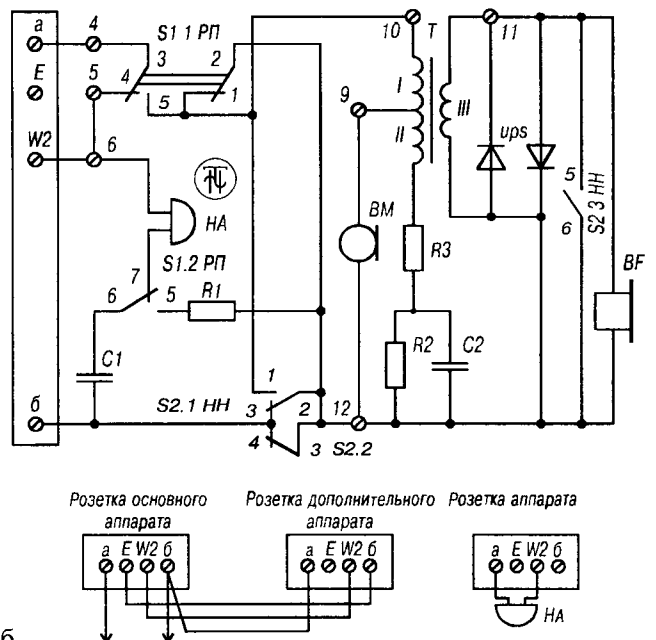 а 4 S1 1 РП 10 Т 11
3 2
5 4 1 9 I
Е 5 III
W2 6 II ups
НА ВМ 5
S2 3 НН
6
S1.2 РП R3 BF
7
6 5 R1
C1 R2 C2
1
б S2.1 НН 3 2 12
4 3 S2.2
Розетка основного аппарата
Розетка дополнительного аппарата
Розетка аппарата
а Е W2 б
а Е W2 б
а Е W2 б
НА
б